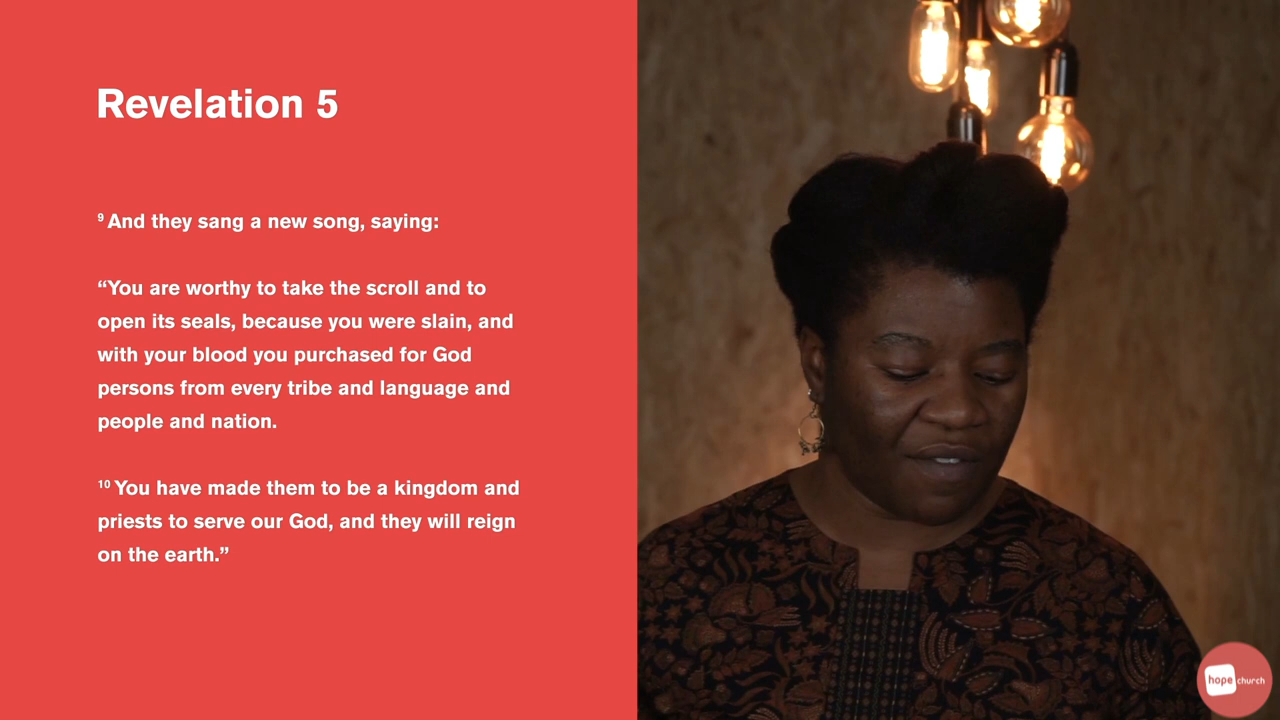 Revelation 5
⁹ And they sang a new song, saying:
“You are worthy to take the scroll and to
open its seals, because you were slain, and
with your blood you purchased for God
persons from every tribe and language and
people and nation.
¹⁰ You have made them to be a kingdom and
priests to serve our God, and they will reign
on the earth.”
hope church